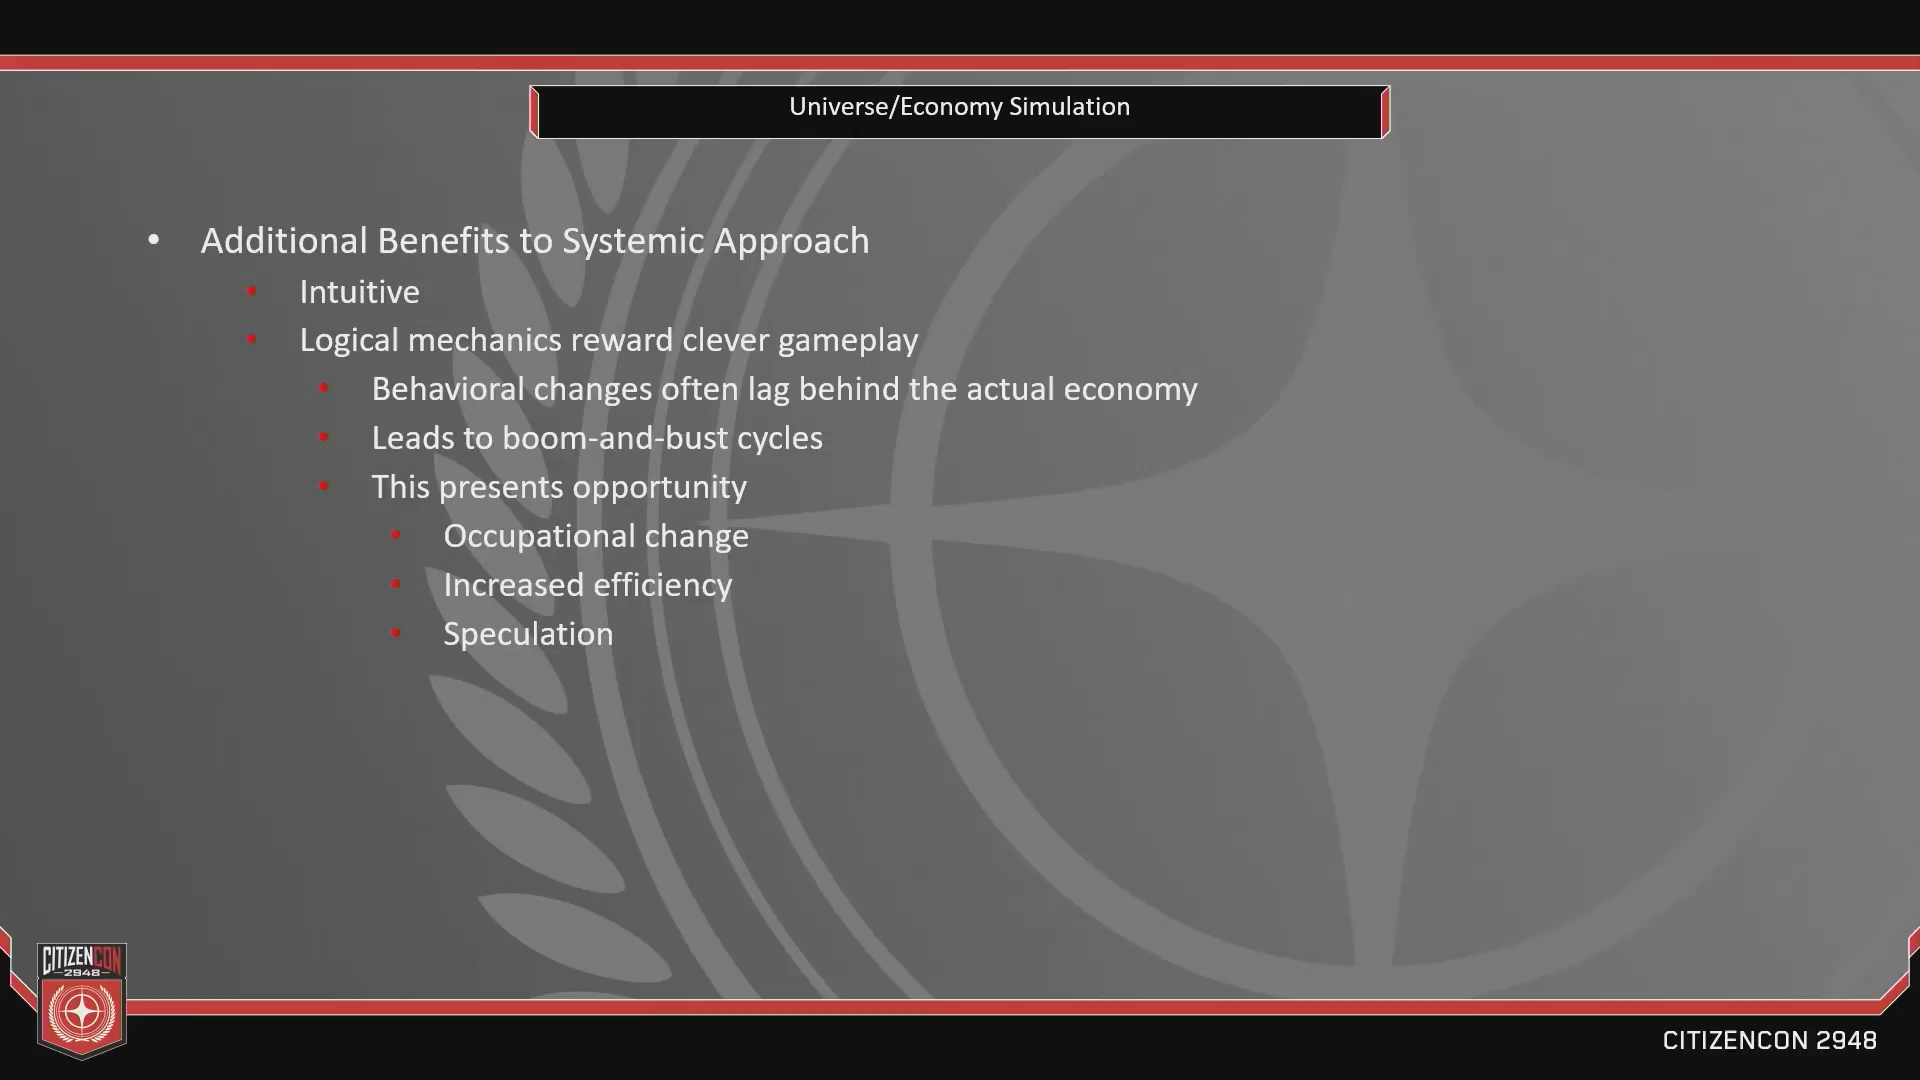 Universe/Economy Simulation
• Additional Benefits to Systemic Approach
• Intuitive
• Logical mechanics reward clever gameplay
• Behavioral changes often lag behind the actual economy
• Leads to boom-and-bust cycles
• This presents opportunity
• Occupational change
• Increased efficiency
• Speculation
CITIZENCON
2948
CITIZENCON 2948